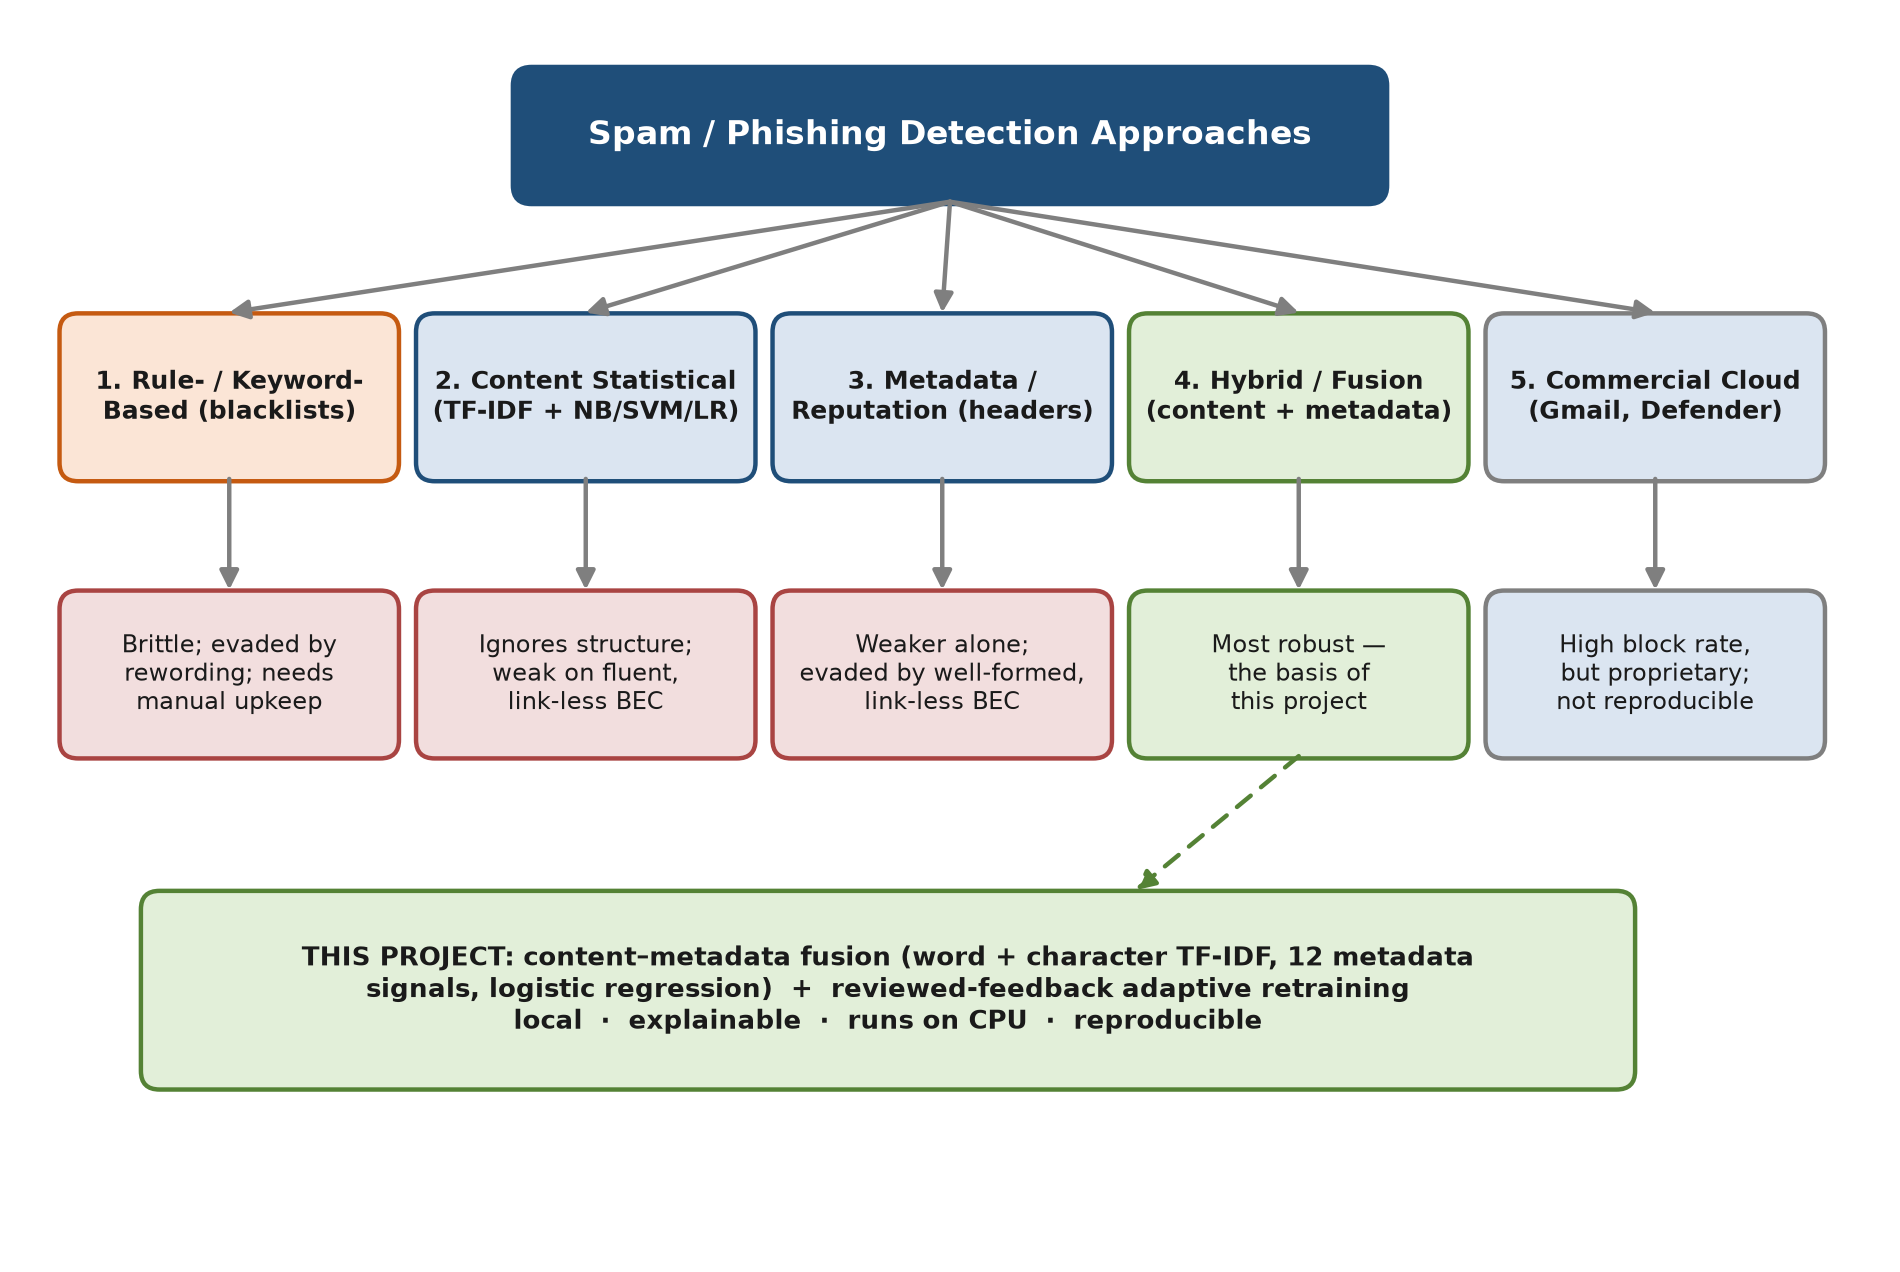 Spam / Phishing Detection Approaches
1. Rule- / Keyword-
Based (blacklists)
2. Content Statistical
(TF-IDF + NB/SVM/LR)
3. Metadata /
Reputation (headers)
4. Hybrid / Fusion
(content + metadata)
5. Commercial Cloud
(Gmail, Defender)
Brittle; evaded by
rewording; needs
manual upkeep
Ignores structure;
weak on fluent,
link-less BEC
Weaker alone;
evaded by well-formed,
link-less BEC
Most robust —
the basis of
this project
High block rate,
but proprietary;
not reproducible
THIS PROJECT: content–metadata fusion (word + character TF-IDF, 12 metadata
signals, logistic regression)  +  reviewed-feedback adaptive retraining
local  ·  explainable  ·  runs on CPU  ·  reproducible